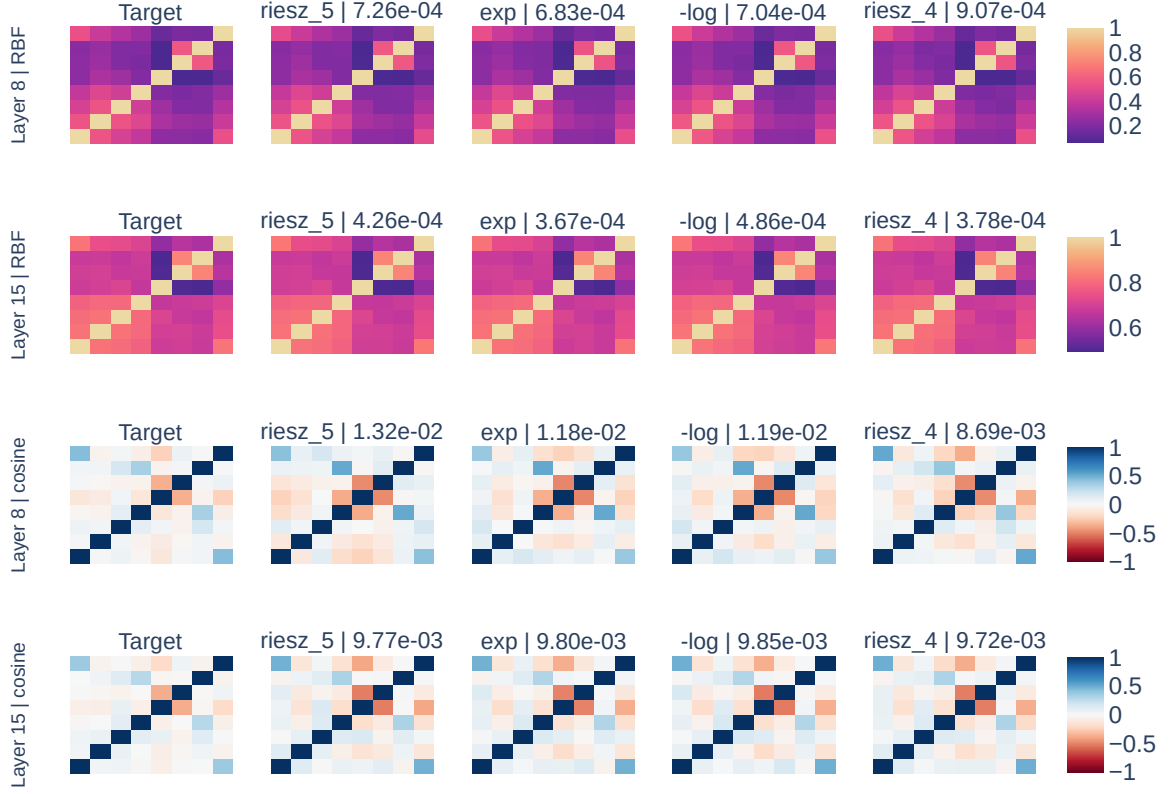 Layer 8 | RBF
Target
riesz_5 | 7.26e-04
exp | 6.83e-04
-log | 7.04e-04
riesz_4 | 9.07e-04
1
0.8
0.6
0.4
0.2
Layer 15 | RBF
Target
riesz_5 | 4.26e-04
exp | 3.67e-04
-log | 4.86e-04
riesz_4 | 3.78e-04
1
0.8
0.6
Layer 8 | cosine
Target
riesz_5 | 1.32e-02
exp | 1.18e-02
-log | 1.19e-02
riesz_4 | 8.69e-03
1
0.5
0
−0.5
−1
Layer 15 | cosine
Target
riesz_5 | 9.77e-03
exp | 9.80e-03
-log | 9.85e-03
riesz_4 | 9.72e-03
1
0.5
0
−0.5
−1